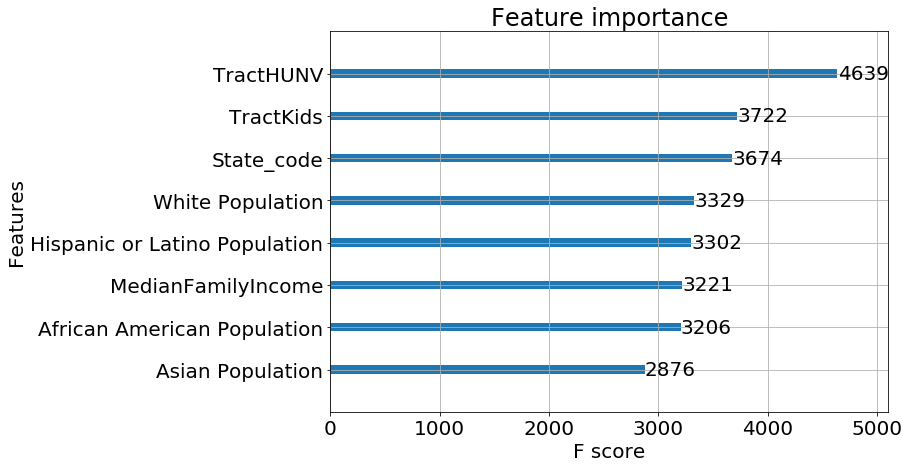 Feature importance
TractHUNV 4639
TractKids 3722
State_code 3674
White Population 3329
Hispanic or Latino Population 3302
MedianFamilyIncome 3221
African American Population 3206
Asian Population 2876
Features
0 1000 2000 3000 4000 5000
F score